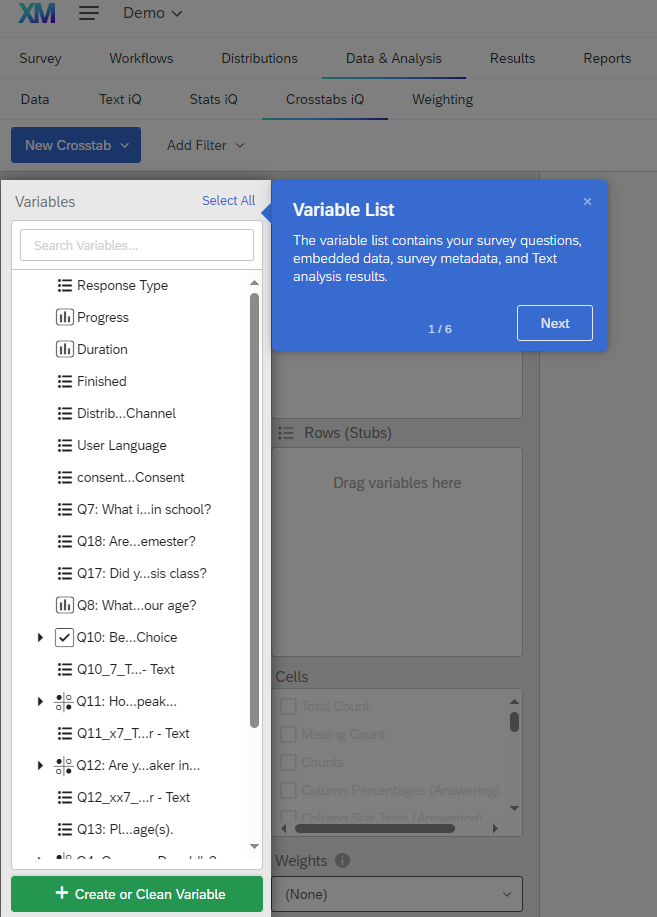 XM Demo
Survey Workflows Distributions Data & Analysis Results Reports
Data Text iQ Stats iQ Crosstabs iQ Weighting
New Crosstab Add Filter
Variables Select All
Search Variables...
Response Type
Progress
Duration
Finished
Distrib...Channel
User Language
consent...Consent
Q7: What i...in school?
Q18: Are...emester?
Q17: Did y...sis class?
Q8: What...our age?
Q10: Be...Choice
Q10_7_T...- Text
Q11: Ho...peak...
Q11_x7_T...r - Text
Q12: Are y...aker in...
Q12_xx7_...r - Text
Q13: Pl...age(s).
+ Create or Clean Variable
Variable List ×
The variable list contains your survey questions,
embedded data, survey metadata, and Text
analysis results.
1 / 6 Next
Rows (Stubs)
Drag variables here
Cells
Total Count
Missing Count
Counts
Column Percentages (Answering)
Column Stat Tests (Answering)
Weights
(None)